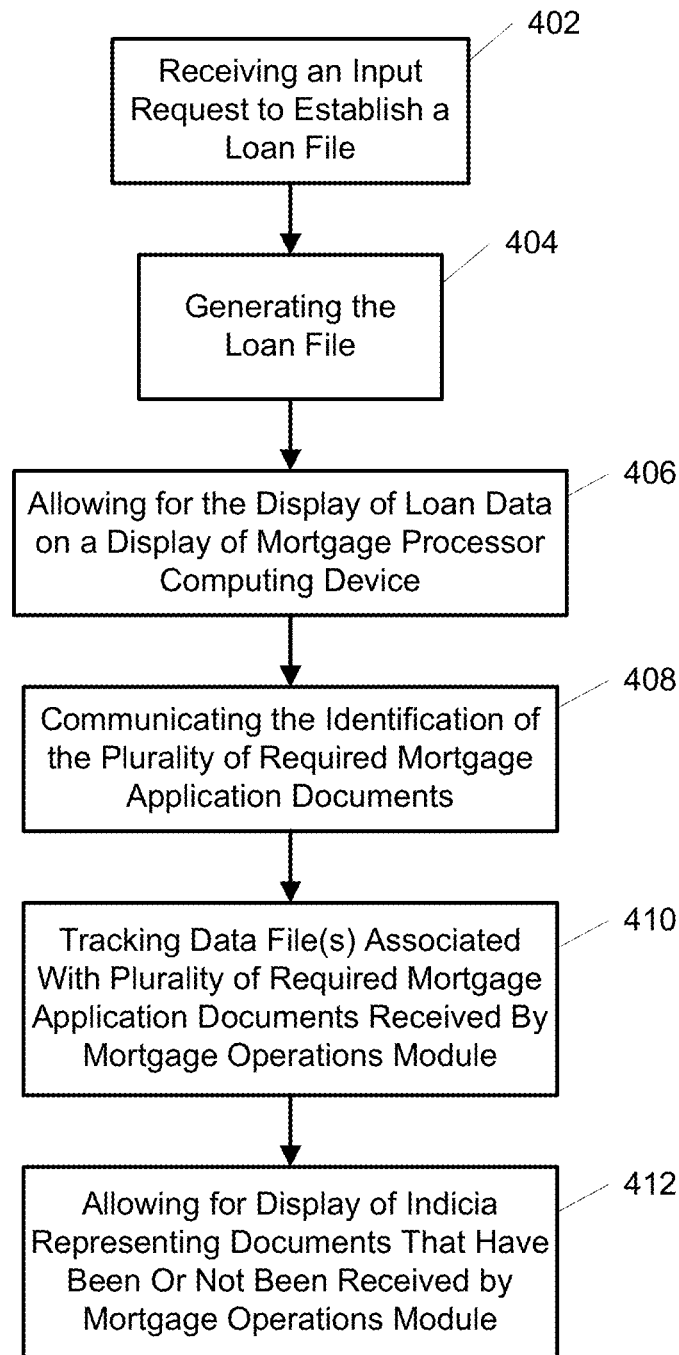 402
Receiving an Input
Request to Establish a
Loan File
404
Generating the
Loan File
406
Allowing for the Display of Loan Data
on a Display of Mortgage Processor
Computing Device
408
Communicating the Identification of
the Plurality of Required Mortgage
Application Documents
410
Tracking Data File(s) Associated
With Plurality of Required Mortgage
Application Documents Received By
Mortgage Operations Module
412
Allowing for Display of Indicia
Representing Documents That Have
Been Or Not Been Received by
Mortgage Operations Module